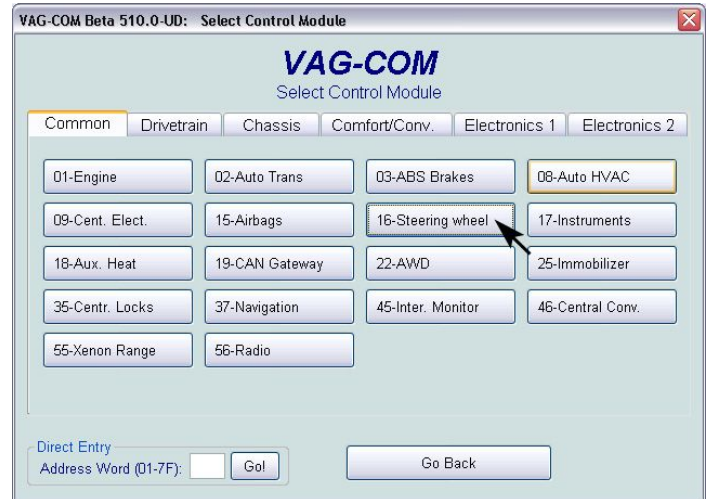 VAG-COM Beta 510.0-UD: Select Control Module
VAG-COM
Select Control Module
Common Drivetrain Chassis Comfort/Conv. Electronics 1 Electronics 2
01-Engine 02-Auto Trans 03-ABS Brakes 08-Auto HVAC
09-Cent. Elect. 15-Airbags 16-Steering wheel 17-Instruments
18-Aux. Heat 19-CAN Gateway 22-AWD 25-Immobilizer
35-Centr. Locks 37-Navigation 45-Inter. Monitor 46-Central Conv.
55-Xenon Range 56-Radio
Direct Entry
Address Word (01-7F): Go! Go Back